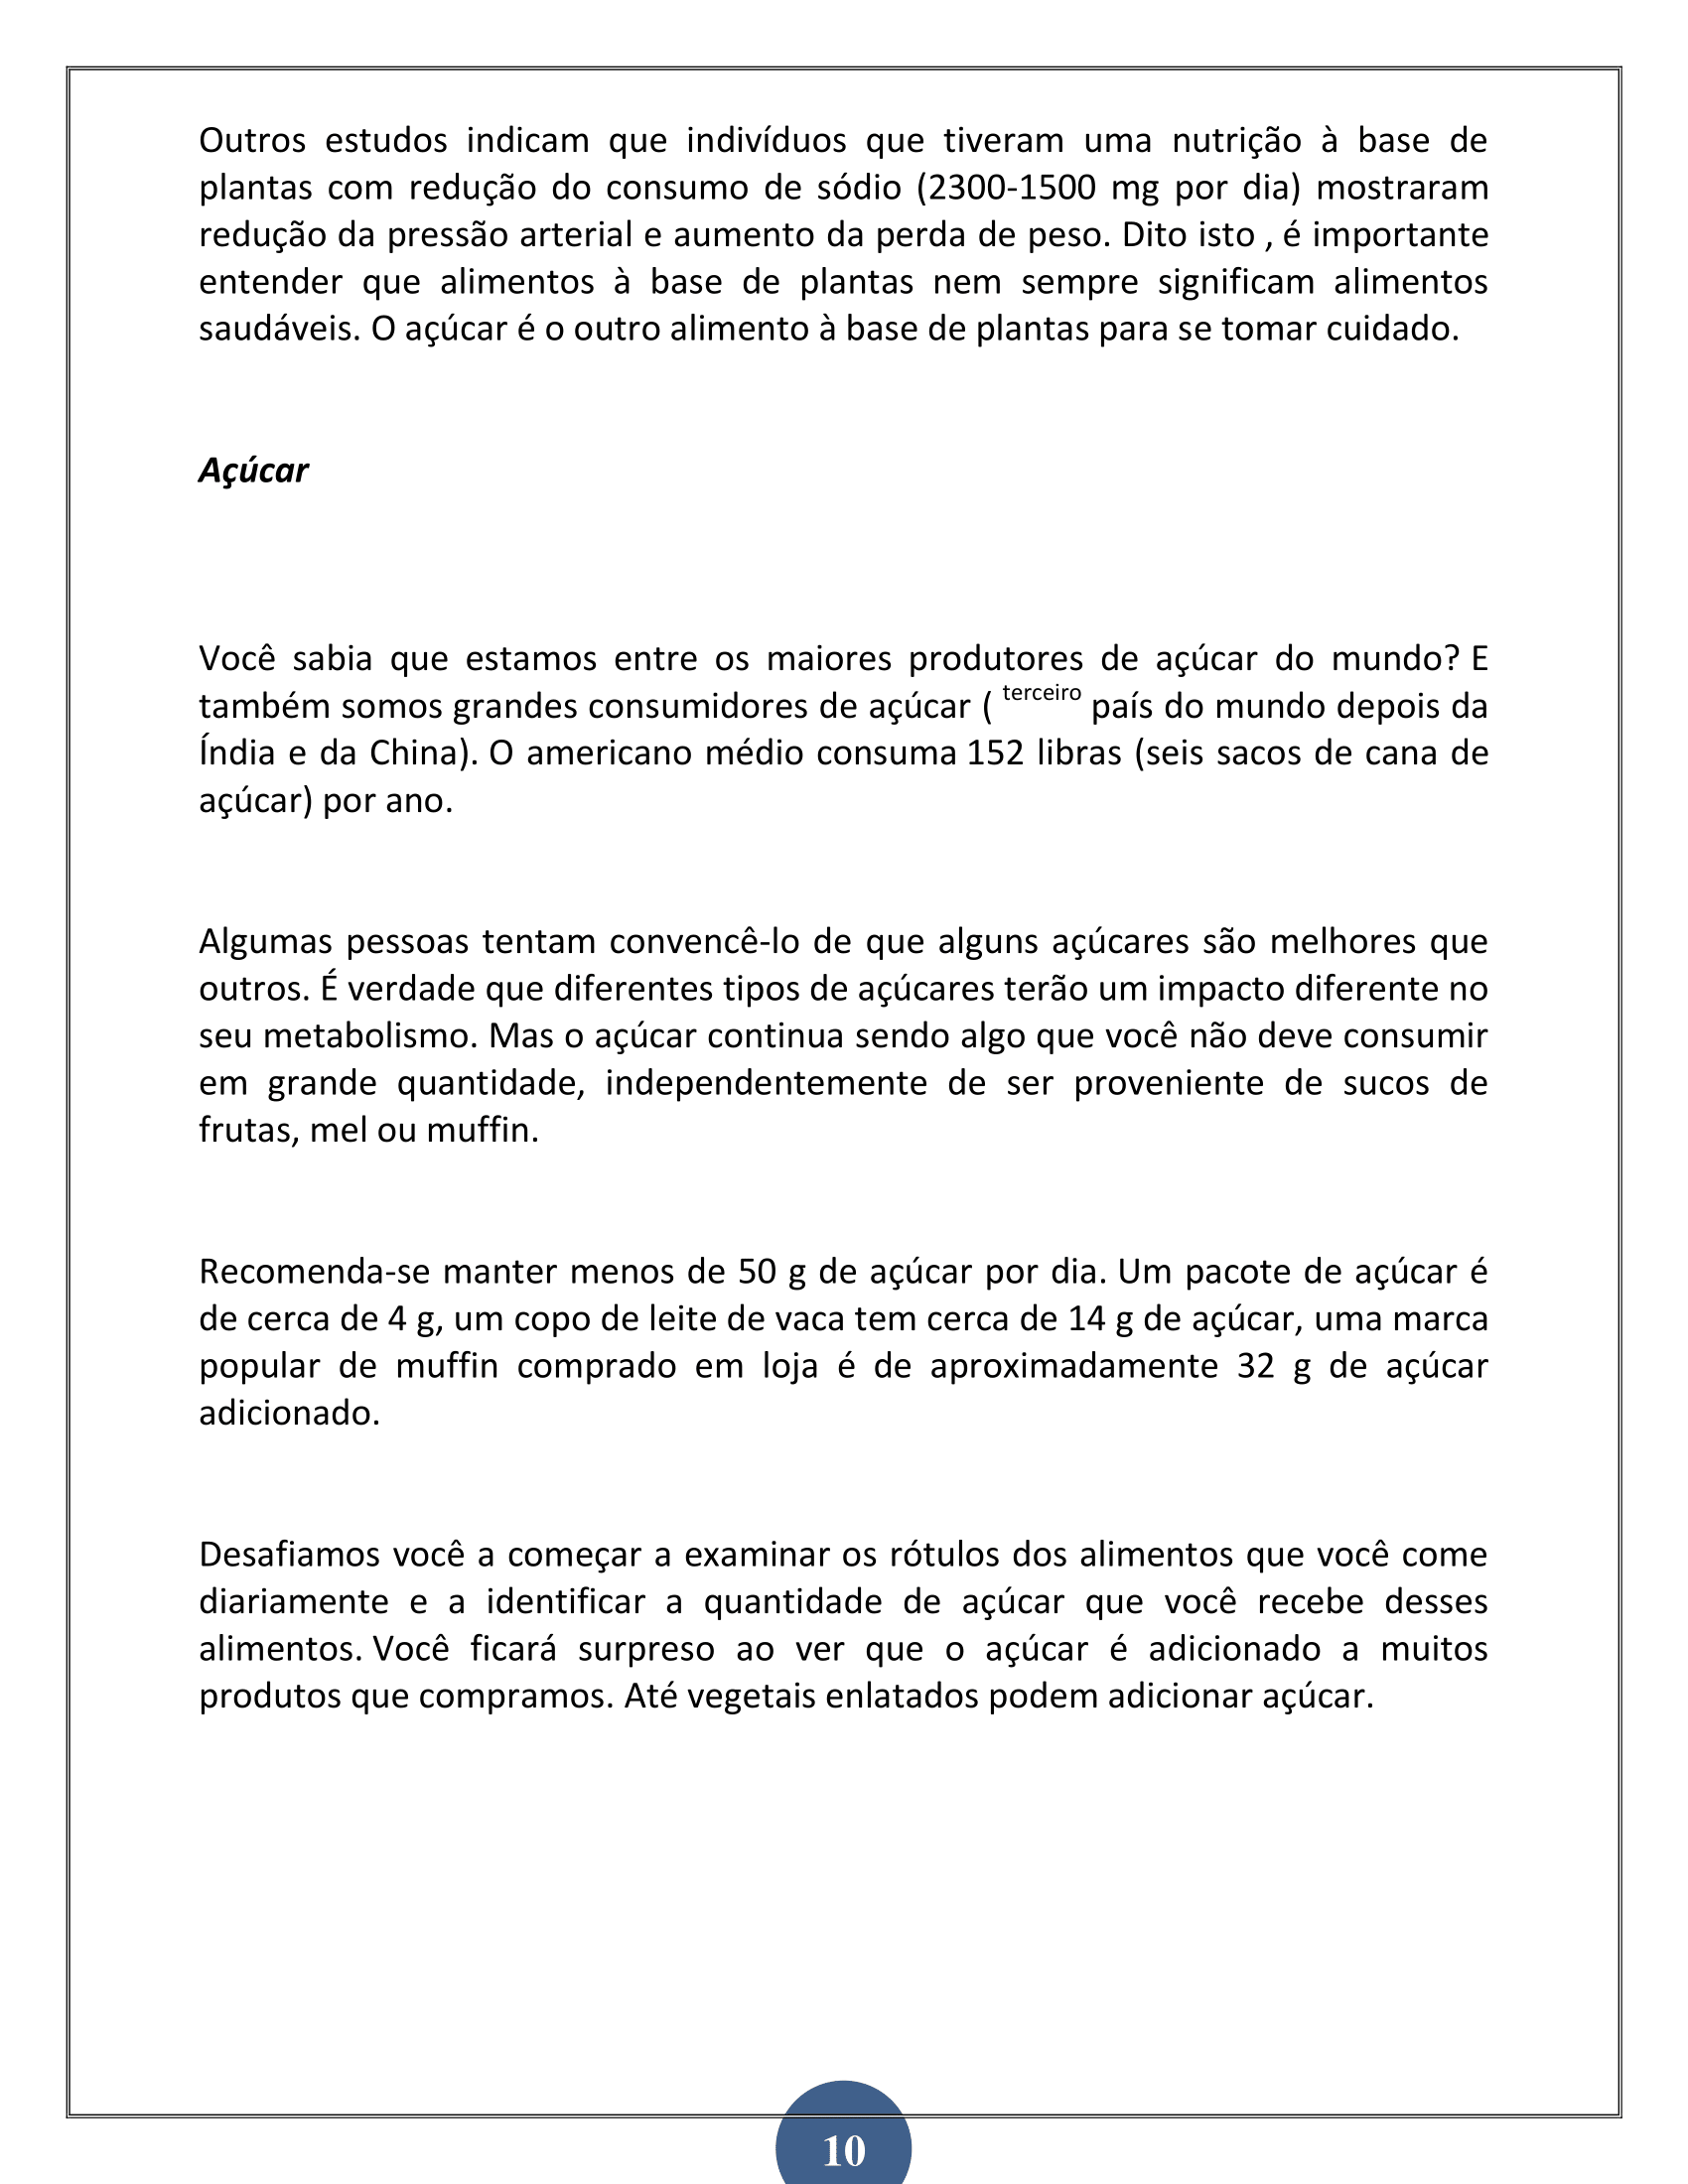 Outros estudos indicam que indivíduos que tiveram uma nutrição à base de
plantas com redução do consumo de sódio (2300-1500 mg por dia) mostraram
redução da pressão arterial e aumento da perda de peso. Dito isto , é importante
entender que alimentos à base de plantas nem sempre significam alimentos
saudáveis. O açúcar é o outro alimento à base de plantas para se tomar cuidado.
Açúcar
Você sabia que estamos entre os maiores produtores de açúcar do mundo? E
também somos grandes consumidores de açúcar ( terceiro país do mundo depois da
Índia e da China). O americano médio consuma 152 libras (seis sacos de cana de
açúcar) por ano.
Algumas pessoas tentam convencê-lo de que alguns açúcares são melhores que
outros. É verdade que diferentes tipos de açúcares terão um impacto diferente no
seu metabolismo. Mas o açúcar continua sendo algo que você não deve consumir
em grande quantidade, independentemente de ser proveniente de sucos de
frutas, mel ou muffin.
Recomenda-se manter menos de 50 g de açúcar por dia. Um pacote de açúcar é
de cerca de 4 g, um copo de leite de vaca tem cerca de 14 g de açúcar, uma marca
popular de muffin comprado em loja é de aproximadamente 32 g de açúcar
adicionado.
Desafiamos você a começar a examinar os rótulos dos alimentos que você come
diariamente e a identificar a quantidade de açúcar que você recebe desses
alimentos. Você ficará surpreso ao ver que o açúcar é adicionado a muitos
produtos que compramos. Até vegetais enlatados podem adicionar açúcar.
10